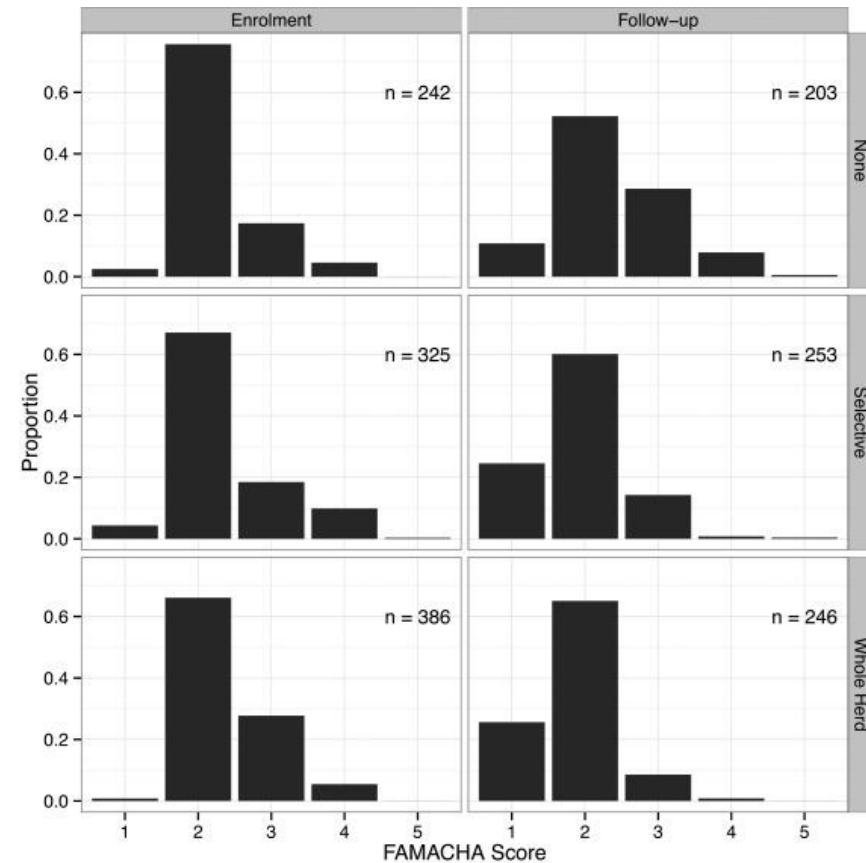 Enrolment
Follow−up
0.6
0.4
0.2
0.0
n = 242
n = 203
None
0.6
0.4
0.2
0.0
n = 325
n = 253
Selective
Proportion
0.6
0.4
0.2
0.0
n = 386
n = 246
Whole Herd
1 2 3 4 5
1 2 3 4 5
FAMACHA Score